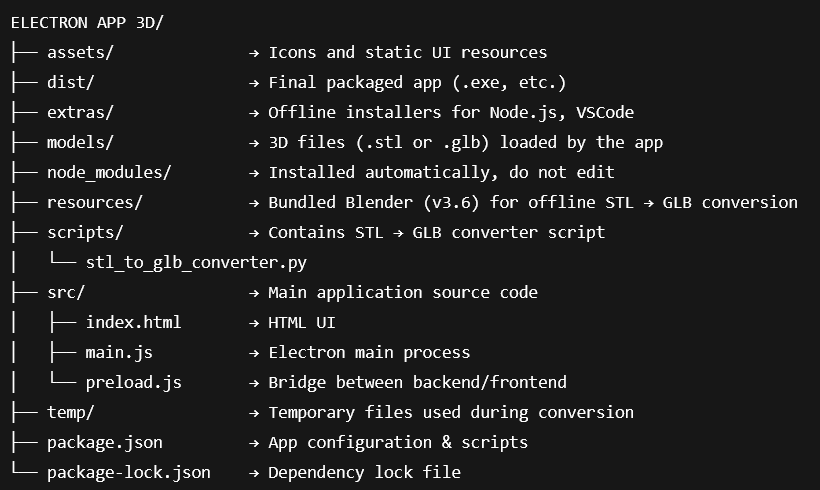 ELECTRON APP 3D/
├── assets/              → Icons and static UI resources
├── dist/                → Final packaged app (.exe, etc.)
├── extras/              → Offline installers for Node.js, VSCode
├── models/              → 3D files (.stl or .glb) loaded by the app
├── node_modules/        → Installed automatically, do not edit
├── resources/           → Bundled Blender (v3.6) for offline STL → GLB conversion
├── scripts/             → Contains STL → GLB converter script
│   └── stl_to_glb_converter.py
├── src/                 → Main application source code
│   ├── index.html       → HTML UI
│   ├── main.js          → Electron main process
│   └── preload.js       → Bridge between backend/frontend
├── temp/                → Temporary files used during conversion
├── package.json         → App configuration & scripts
└── package-lock.json    → Dependency lock file